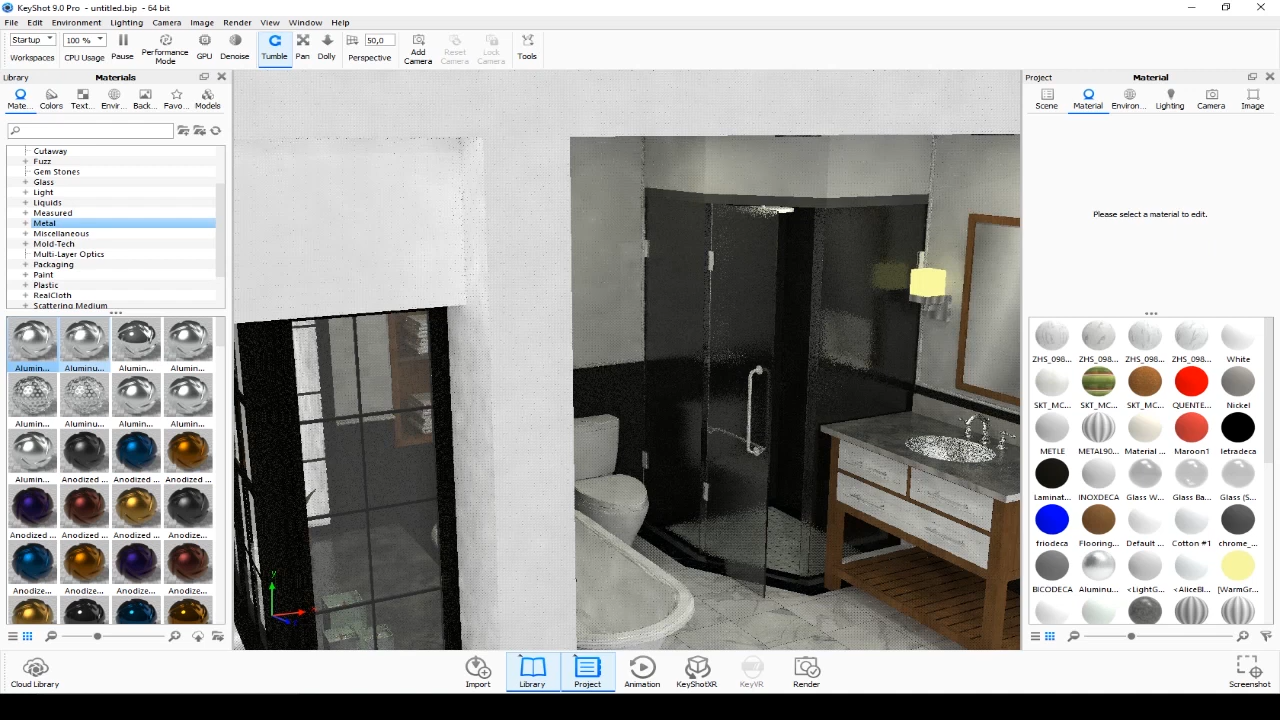 KeyShot 9.0 Pro - untitled.bip - 64 bit
File Edit Environment Lighting Camera Image Render View Window Help
Startup 100 % 50,0
Workspaces CPU Usage Pause Performance Mode GPU Denoise Tumble Pan Dolly Perspective Add Camera Reset Camera Lock Camera Tools
Library Materials
Mate... Colors Text... Envir... Back... Favo... Models
Cutaway
Fuzz
Gem Stones
Glass
Light
Liquids
Measured
Metal
Miscellaneous
Mold-Tech
Multi-Layer Optics
Packaging
Paint
Plastic
RealCloth
Scattering Medium
Alumin... Aluminu... Alumin... Alumin...
Alumin... Aluminu... Alumin... Alumin...
Alumin... Anodized ... Anodized ... Anodized ...
Anodized ... Anodized ... Anodized ... Anodize...
Anodize... Anodize... Anodize... Anodize...
y
Project Material
Scene Material Environ... Lighting Camera Image
Please select a material to edit.
ZHS_098... ZHS_098... ZHS_098... ZHS_098... White
SKT_MC... SKT_MC... SKT_MC... QUENTE... Nickel
METLE METAL90... Material ... Maroon1 letradeca
Laminat... INOXDECA Glass W... Glass Ba... Glass (S...
friodeca Flooring... Default ... Cotton #1 chrome_...
BICODECA Aluminu... <LightG... <AliceBl... [WarmGr...
Cloud Library Import Library Project Animation KeyShotXR KeyVR Render Screenshot